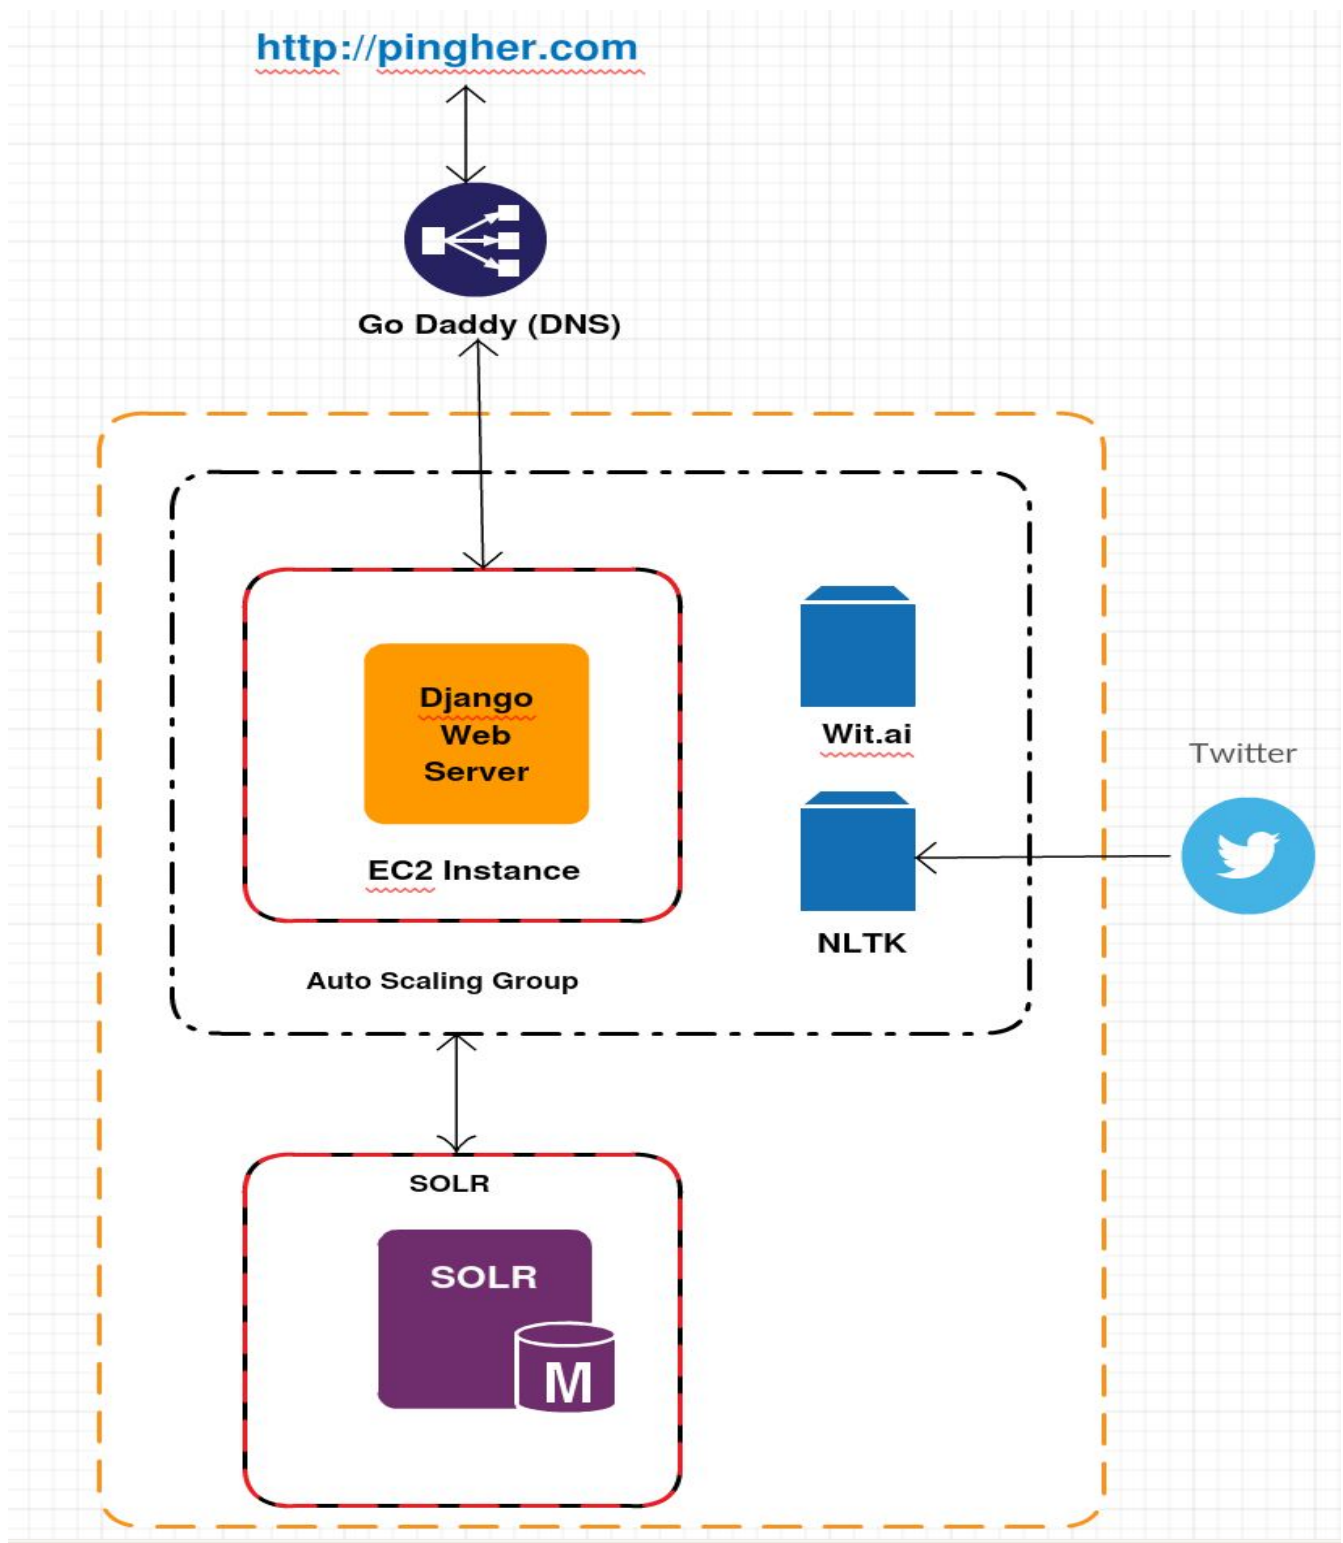 http://pingher.com
Go Daddy (DNS)
Django
Web
Server
EC2 Instance
Auto Scaling Group
Wit.ai
NLTK
Twitter
SOLR
SOLR
M